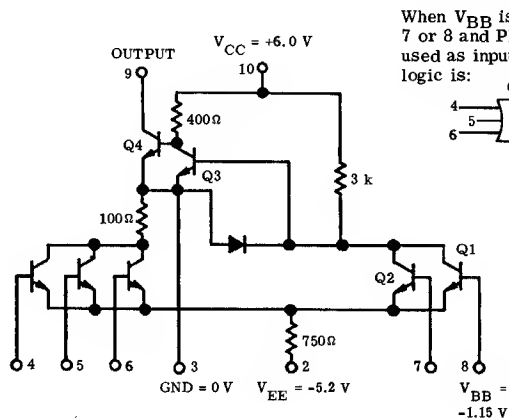 When V_BB is
7 or 8 and P
used as inpu
logic is:
4
5
6
OUTPUT
9
V_CC = +6.0 V
10
400Ω
Q4
Q3
3 k
100Ω
Q1
Q2
750Ω
4
5
6
3
2
7
8
GND = 0 V
V_EE = -5.2 V
V_BB =
-1.15 V